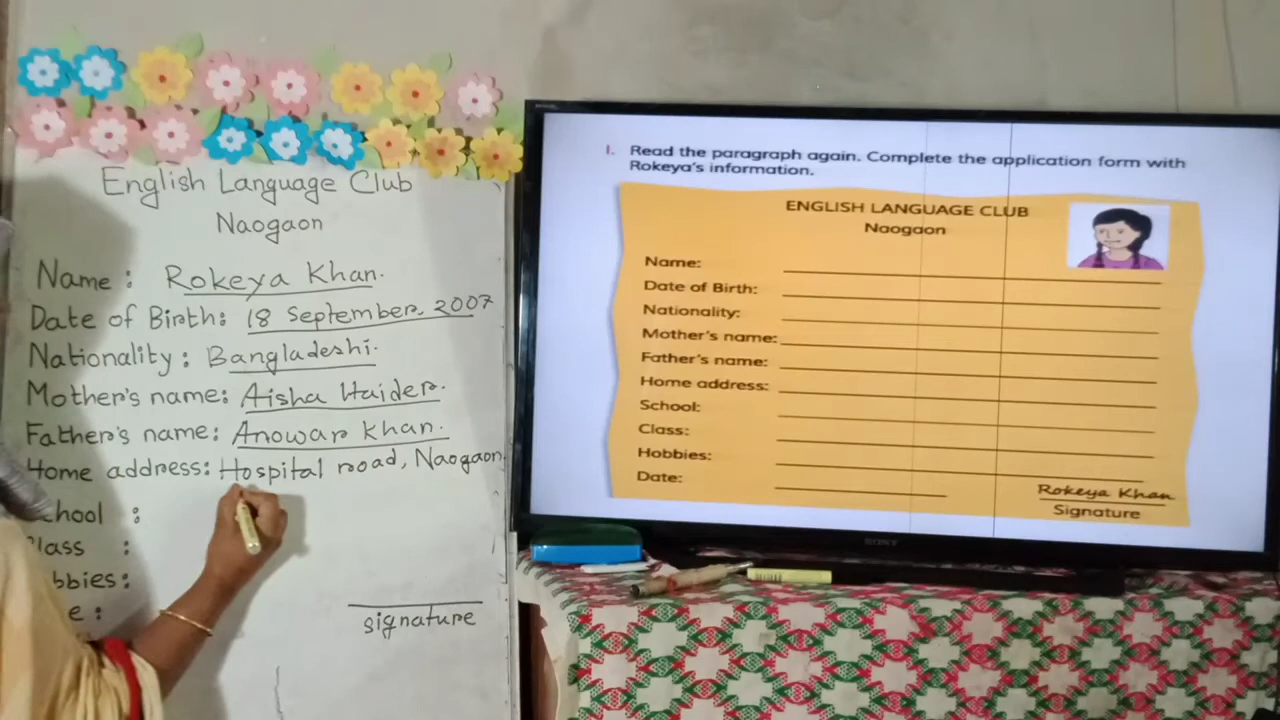 English Language Club
Naogaon
Name : Rokeya Khan.
Date of Birth: 18 September, 2007
Nationality : Bangladeshi.
Mother's name: Aisha Haider.
Father's name: Anowar Khan.
Home address: Hospital road, Naogaon
chool :
lass :
bbies:
e :
signature
I. Read the paragraph again. Complete the application form with
Rokeya's information.
ENGLISH LANGUAGE CLUB
Naogaon
Name:
Date of Birth:
Nationality:
Mother's name:
Father's name:
Home address:
School:
Class:
Hobbies:
Date:
Rokeya Khan
Signature
SONY